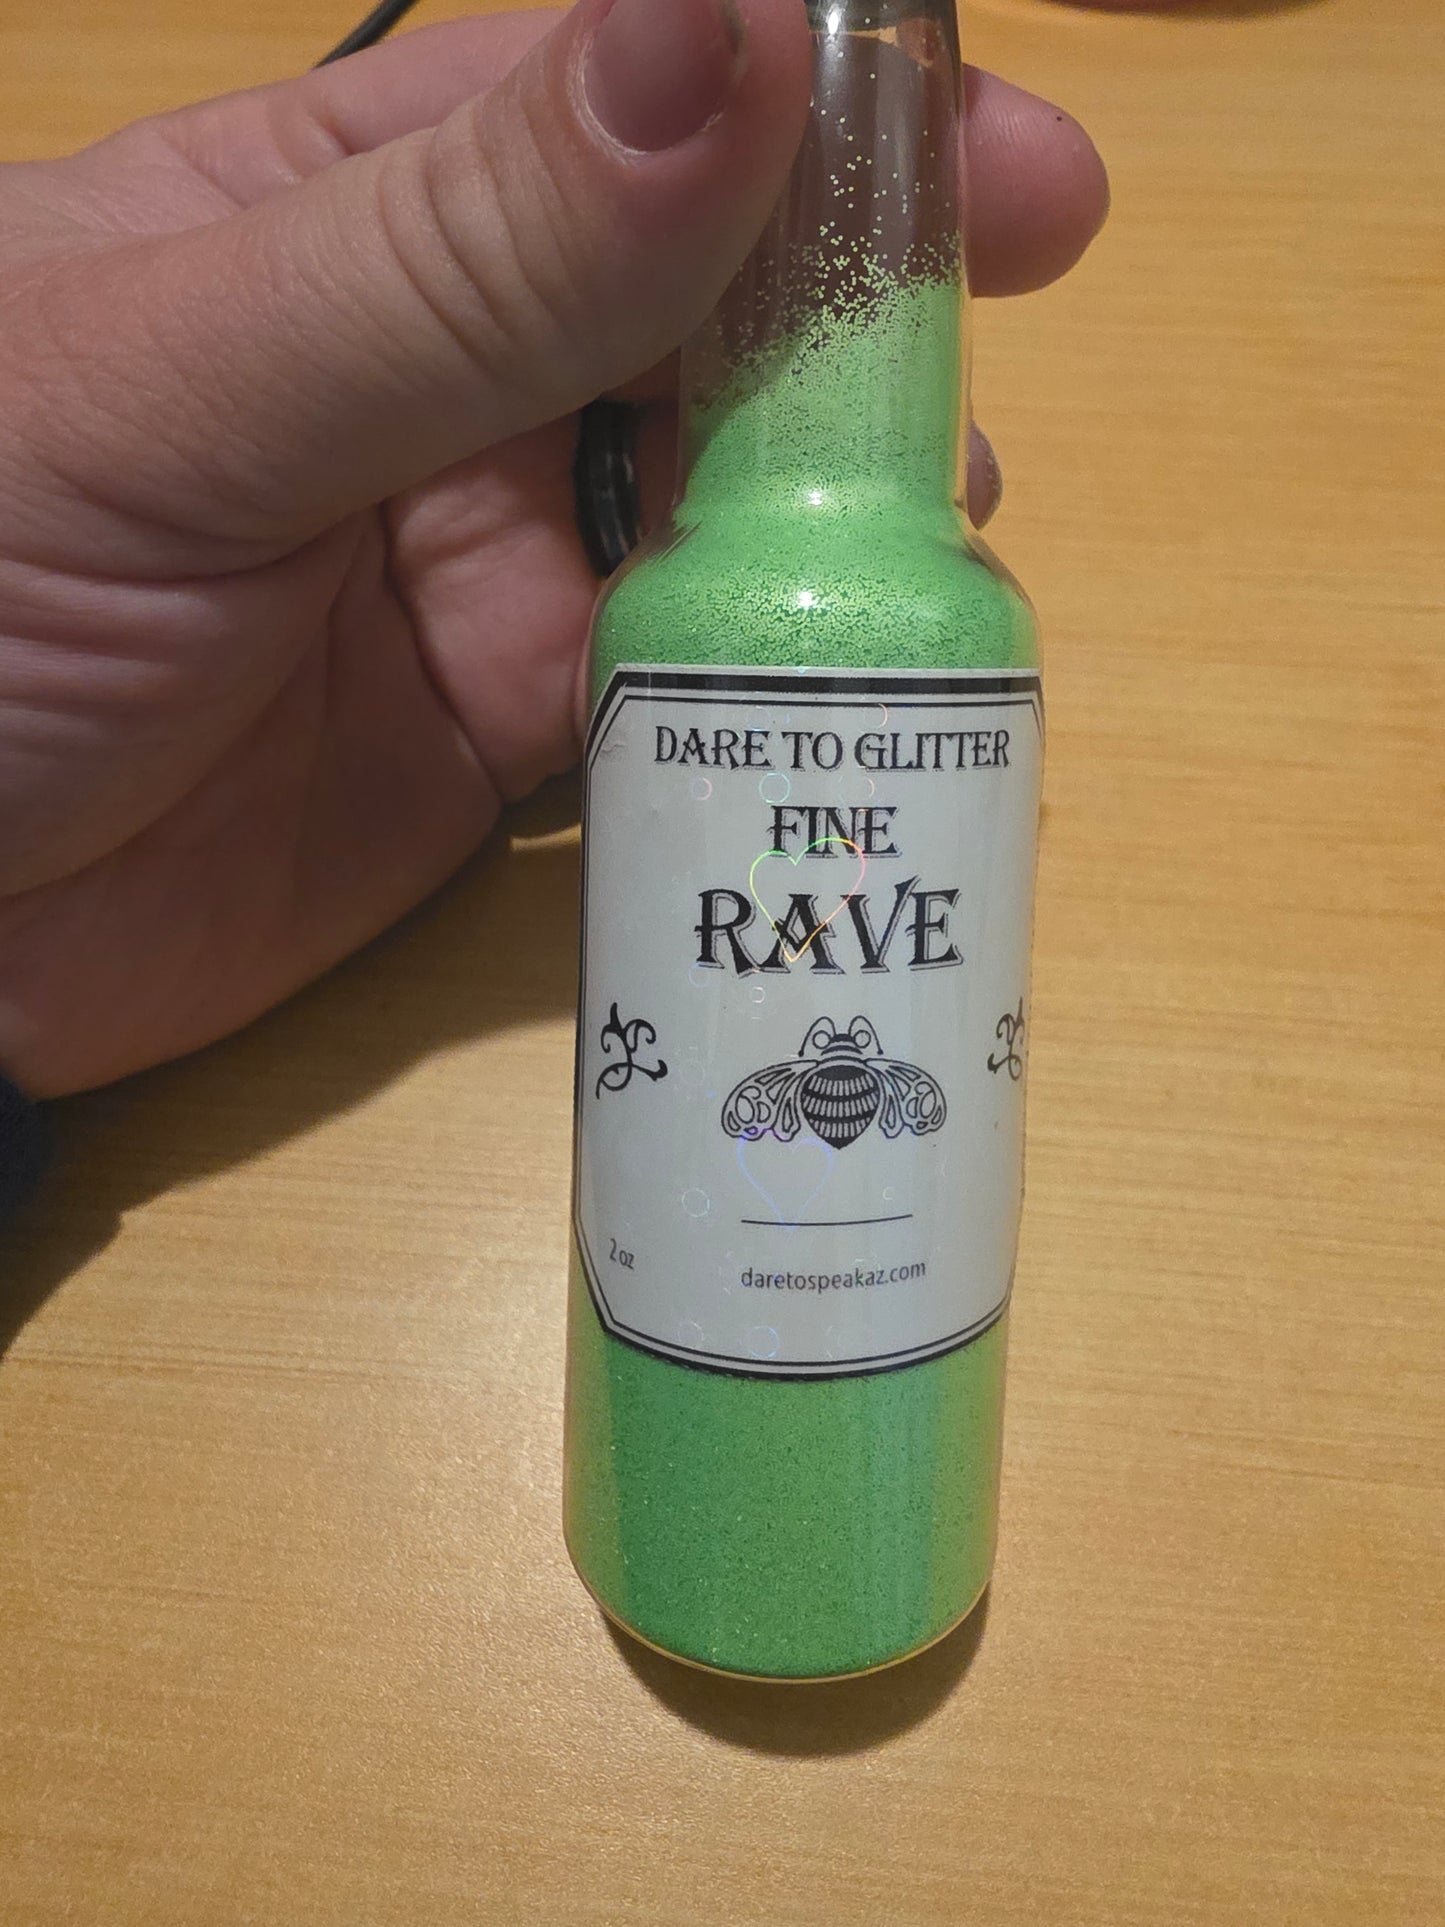 DARE TO GLITTER
FINE
RAVE
2 oz
daretospeakaz.com